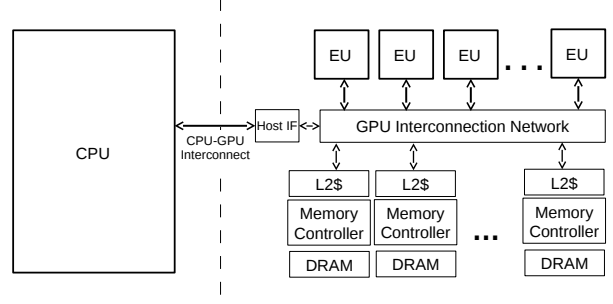 EU EU EU ... EU
CPU
CPU-GPU
Interconnect
Host IF
GPU Interconnection Network
L2$ L2$ L2$
Memory Memory Memory
Controller Controller ... Controller
DRAM DRAM DRAM